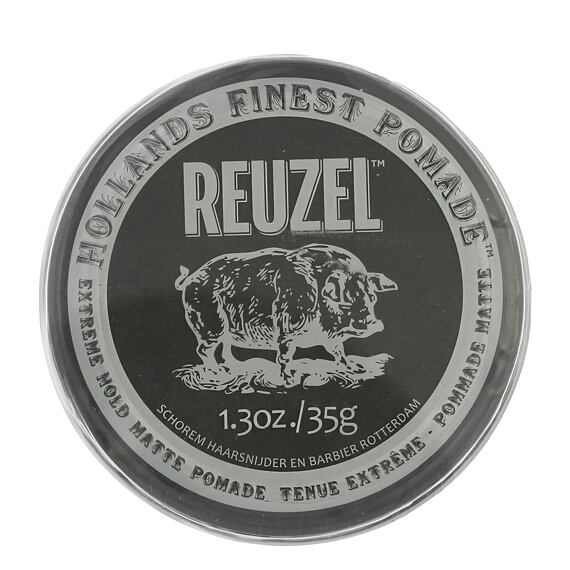 HOLLANDS FINEST POMADE™
REUZEL™
1.3oz./35g
SCHOREM HAARSNIJDER EN BARBIER ROTTERDAM
EXTREME HOLD MATTE POMADE TENUE EXTRÊME - POMMADE MATTE